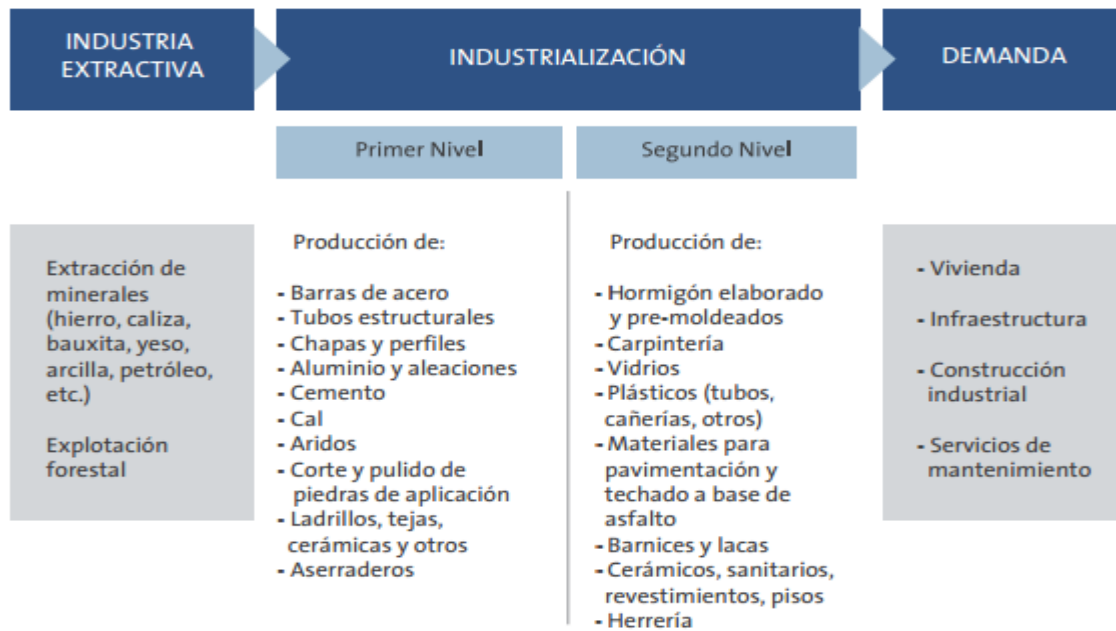 INDUSTRIA
EXTRACTIVA
INDUSTRIALIZACIÓN
DEMANDA
Primer Nivel
Segundo Nivel
Extracción de
minerales
(hierro, caliza,
bauxita, yeso,
arcilla, petróleo,
etc.)
Explotación
forestal
Producción de:
- Barras de acero
- Tubos estructurales
- Chapas y perfiles
- Aluminio y aleaciones
- Cemento
- Cal
- Aridos
- Corte y pulido de
piedras de aplicación
- Ladrillos, tejas,
cerámicas y otros
- Aserraderos
Producción de:
- Hormigón elaborado
y pre-moldeados
- Carpintería
- Vidrios
- Plásticos (tubos,
cañerías, otros)
- Materiales para
pavimentación y
techado a base de
asfalto
- Barnices y lacas
- Cerámicos, sanitarios,
revestimientos, pisos
- Herrería
- Vivienda
- Infraestructura
- Construcción
industrial
- Servicios de
mantenimiento